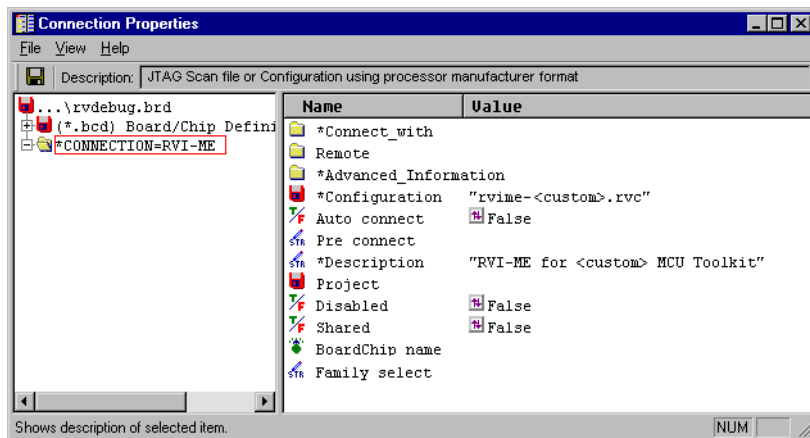 Connection Properties
File View Help
Description: JTAG Scan file or Configuration using processor manufacturer format
...\rvdebug.brd
(*.bcd) Board/Chip Defini
*CONNECTION=RVI-ME
Name Value
*Connect_with
Remote
*Advanced_Information
*Configuration "rvime-<custom>.rvc"
T/F Auto connect False
STR Pre connect
STR *Description "RVI-ME for <custom> MCU Toolkit"
Project
T/F Disabled False
T/F Shared False
BoardChip name
STR Family select
Shows description of selected item. NUM